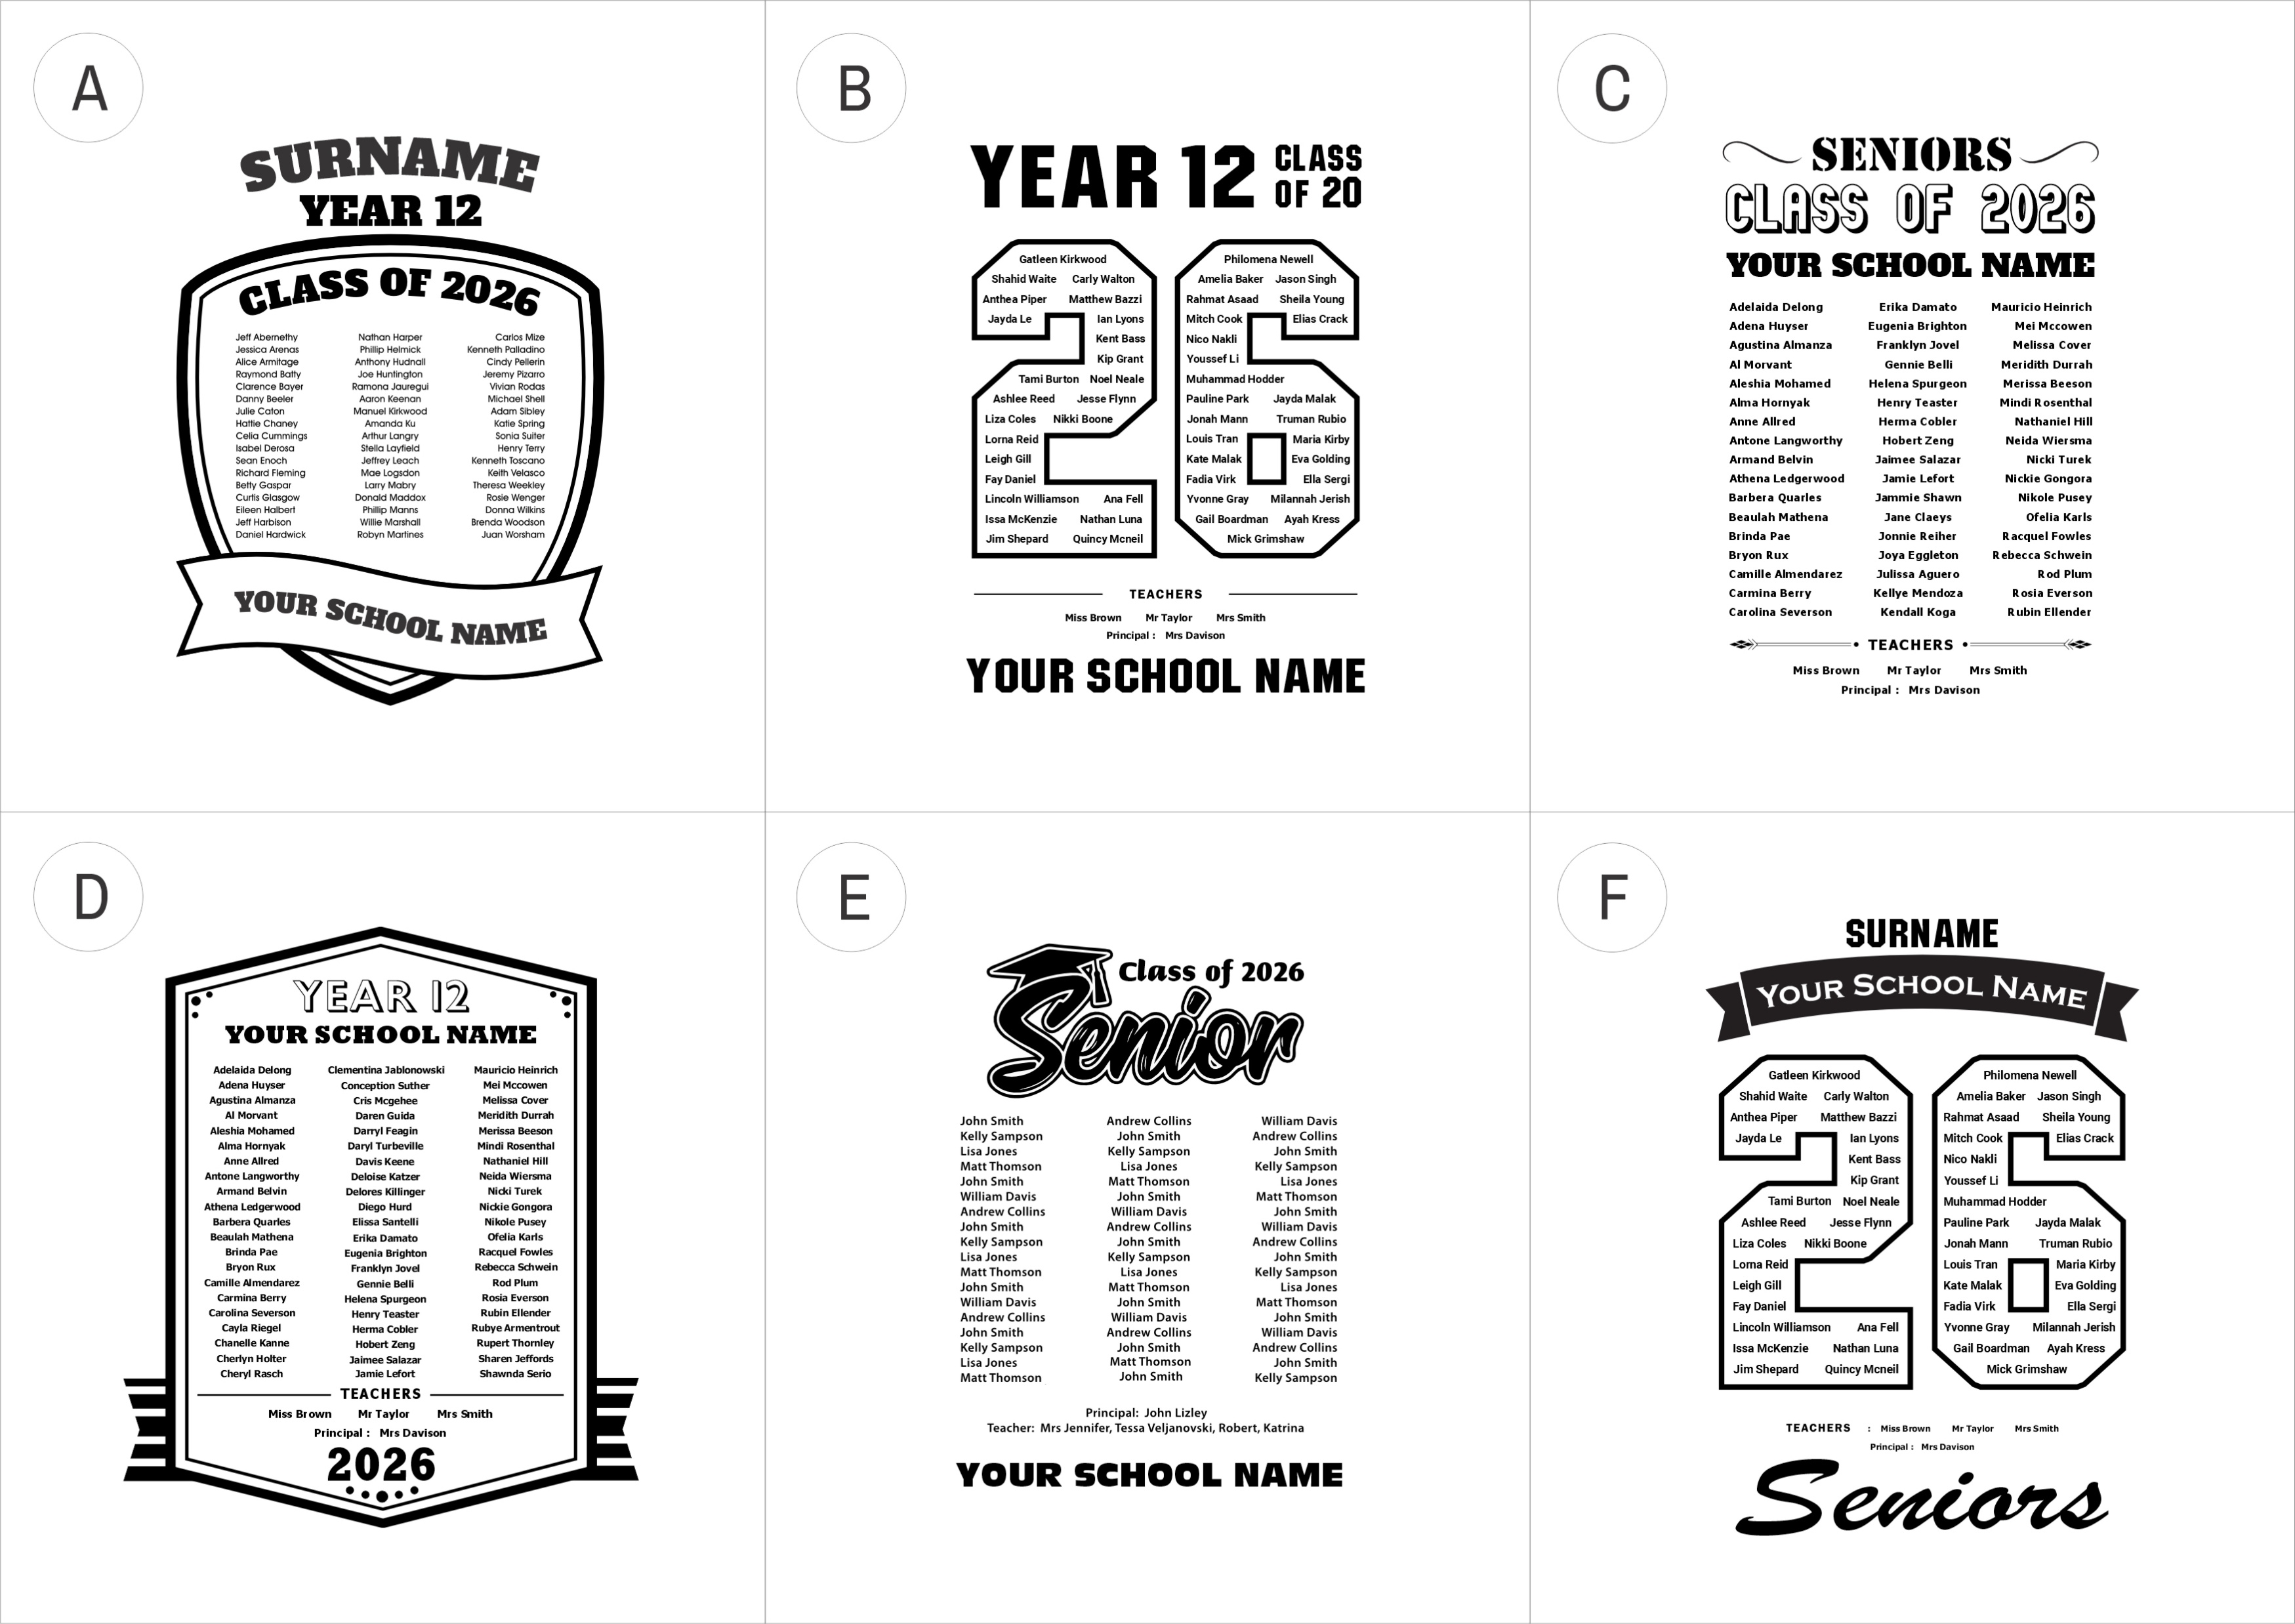 A
SURNAME
YEAR 12
CLASS OF 2026
Jeff Abernethy Nathan Harper Carlos Mize
Jessica Arenas Phillip Helmick Kenneth Palladino
Alice Armitage Anthony Hudnall Cindy Pellerin
Raymond Batty Joe Huntington Jeremy Pizarro
Clarence Bayer Ramona Jauregui Vivian Rodas
Danny Beeler Aaron Keenan Michael Shell
Julie Caton Manuel Kirkwood Adam Sibley
Hattie Chaney Amanda Ku Katie Spring
Celia Cummings Arthur Langry Sonia Suiter
Isabel Derosa Stella Layfield Henry Terry
Sean Enoch Jeffrey Leach Kenneth Toscano
Richard Fleming Mae Logsdon Keith Velasco
Betty Gaspar Larry Mabry Theresa Weekley
Curtis Glasgow Donald Maddox Rosie Wenger
Eileen Halbert Phillip Manns Donna Wilkins
Jeff Harbison Willie Marshall Brenda Woodson
Daniel Hardwick Robyn Martines Juan Worsham
YOUR SCHOOL NAME
B
YEAR 12 CLASS OF 20
26
Gatleen Kirkwood Philomena Newell
Shahid Waite Carly Walton Amelia Baker Jason Singh
Anthea Piper Matthew Bazzi Rahmat Asaad Sheila Young
Jayda Le Ian Lyons Mitch Cook Elias Crack
Kent Bass Nico Nakli
Kip Grant Youssef Li
Tami Burton Noel Neale Muhammad Hodder
Ashlee Reed Jesse Flynn Pauline Park Jayda Malak
Liza Coles Nikki Boone Jonah Mann Truman Rubio
Lorna Reid Louis Tran Maria Kirby
Leigh Gill Kate Malak Eva Golding
Fay Daniel Fadia Virk Ella Sergi
Lincoln Williamson Ana Fell Yvonne Gray Milannah Jerish
Issa McKenzie Nathan Luna Gail Boardman Ayah Kress
Jim Shepard Quincy Mcneil Mick Grimshaw
TEACHERS
Miss Brown Mr Taylor Mrs Smith
Principal : Mrs Davison
YOUR SCHOOL NAME
C
SENIORS
CLASS OF 2026
YOUR SCHOOL NAME
Adelaida Delong Erika Damato Mauricio Heinrich
Adena Huyser Eugenia Brighton Mei Mccowen
Agustina Almanza Franklyn Jovel Melissa Cover
Al Morvant Gennie Belli Meridith Durrah
Aleshia Mohamed Helena Spurgeon Merissa Beeson
Alma Hornyak Henry Teaster Mindi Rosenthal
Anne Allred Herma Cobler Nathaniel Hill
Antone Langworthy Hobert Zeng Neida Wiersma
Armand Belvin Jaimee Salazar Nicki Turek
Athena Ledgerwood Jamie Lefort Nickie Gongora
Barbera Quarles Jammie Shawn Nikole Pusey
Beaulah Mathena Jane Claeys Ofelia Karls
Brinda Pae Jonnie Reiher Racquel Fowles
Bryon Rux Joya Eggleton Rebecca Schwein
Camille Almendarez Julissa Aguero Rod Plum
Carmina Berry Kellye Mendoza Rosia Everson
Carolina Severson Kendall Koga Rubin Ellender
TEACHERS
Miss Brown Mr Taylor Mrs Smith
Principal : Mrs Davison
D
YEAR 12
YOUR SCHOOL NAME
Adelaida Delong Clementina Jablonowski Mauricio Heinrich
Adena Huyser Conception Suther Mei Mccowen
Agustina Almanza Cris Mcgehee Melissa Cover
Al Morvant Daren Guida Meridith Durrah
Aleshia Mohamed Darryl Feagin Merissa Beeson
Alma Hornyak Daryl Turbeville Mindi Rosenthal
Anne Allred Davis Keene Nathaniel Hill
Antone Langworthy Deloise Katzer Neida Wiersma
Armand Belvin Delores Killinger Nicki Turek
Athena Ledgerwood Diego Hurd Nickie Gongora
Barbera Quarles Elissa Santelli Nikole Pusey
Beaulah Mathena Erika Damato Ofelia Karls
Brinda Pae Eugenia Brighton Racquel Fowles
Bryon Rux Franklyn Jovel Rebecca Schwein
Camille Almendarez Gennie Belli Rod Plum
Carmina Berry Helena Spurgeon Rosia Everson
Carolina Severson Henry Teaster Rubin Ellender
Cayla Riegel Herma Cobler Rubye Armentrout
Chanelle Kanne Hobert Zeng Rupert Thornley
Cherlyn Holter Jaimee Salazar Sharen Jeffords
Cheryl Rasch Jamie Lefort Shawnda Serio
TEACHERS
Miss Brown Mr Taylor Mrs Smith
Principal : Mrs Davison
2026
E
Class of 2026
Senior
John Smith Andrew Collins William Davis
Kelly Sampson John Smith Andrew Collins
Lisa Jones Kelly Sampson John Smith
Matt Thomson Lisa Jones Kelly Sampson
John Smith Matt Thomson Lisa Jones
William Davis John Smith Matt Thomson
Andrew Collins William Davis John Smith
John Smith Andrew Collins William Davis
Kelly Sampson John Smith Andrew Collins
Lisa Jones Kelly Sampson John Smith
Matt Thomson Lisa Jones Kelly Sampson
John Smith Matt Thomson Lisa Jones
William Davis John Smith Matt Thomson
Andrew Collins William Davis John Smith
John Smith Andrew Collins William Davis
Kelly Sampson John Smith Andrew Collins
Lisa Jones Matt Thomson John Smith
Matt Thomson John Smith Kelly Sampson
Principal: John Lizley
Teacher: Mrs Jennifer, Tessa Veljanovski, Robert, Katrina
YOUR SCHOOL NAME
F
SURNAME
YOUR SCHOOL NAME
26
Gatleen Kirkwood Philomena Newell
Shahid Waite Carly Walton Amelia Baker Jason Singh
Anthea Piper Matthew Bazzi Rahmat Asaad Sheila Young
Jayda Le Ian Lyons Mitch Cook Elias Crack
Kent Bass Nico Nakli
Kip Grant Youssef Li
Tami Burton Noel Neale Muhammad Hodder
Ashlee Reed Jesse Flynn Pauline Park Jayda Malak
Liza Coles Nikki Boone Jonah Mann Truman Rubio
Lorna Reid Louis Tran Maria Kirby
Leigh Gill Kate Malak Eva Golding
Fay Daniel Fadia Virk Ella Sergi
Lincoln Williamson Ana Fell Yvonne Gray Milannah Jerish
Issa McKenzie Nathan Luna Gail Boardman Ayah Kress
Jim Shepard Quincy Mcneil Mick Grimshaw
TEACHERS : Miss Brown Mr Taylor Mrs Smith
Principal : Mrs Davison
Seniors